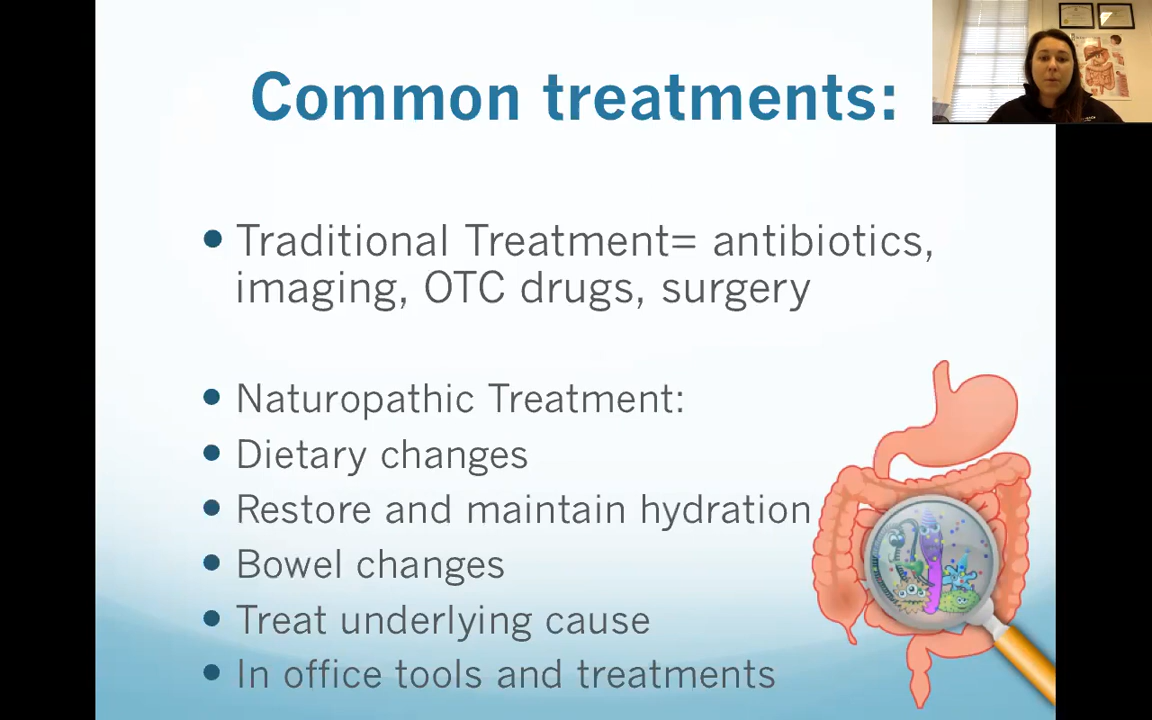 Common treatments:
• Traditional Treatment= antibiotics,
imaging, OTC drugs, surgery
• Naturopathic Treatment:
• Dietary changes
• Restore and maintain hydration
• Bowel changes
• Treat underlying cause
• In office tools and treatments